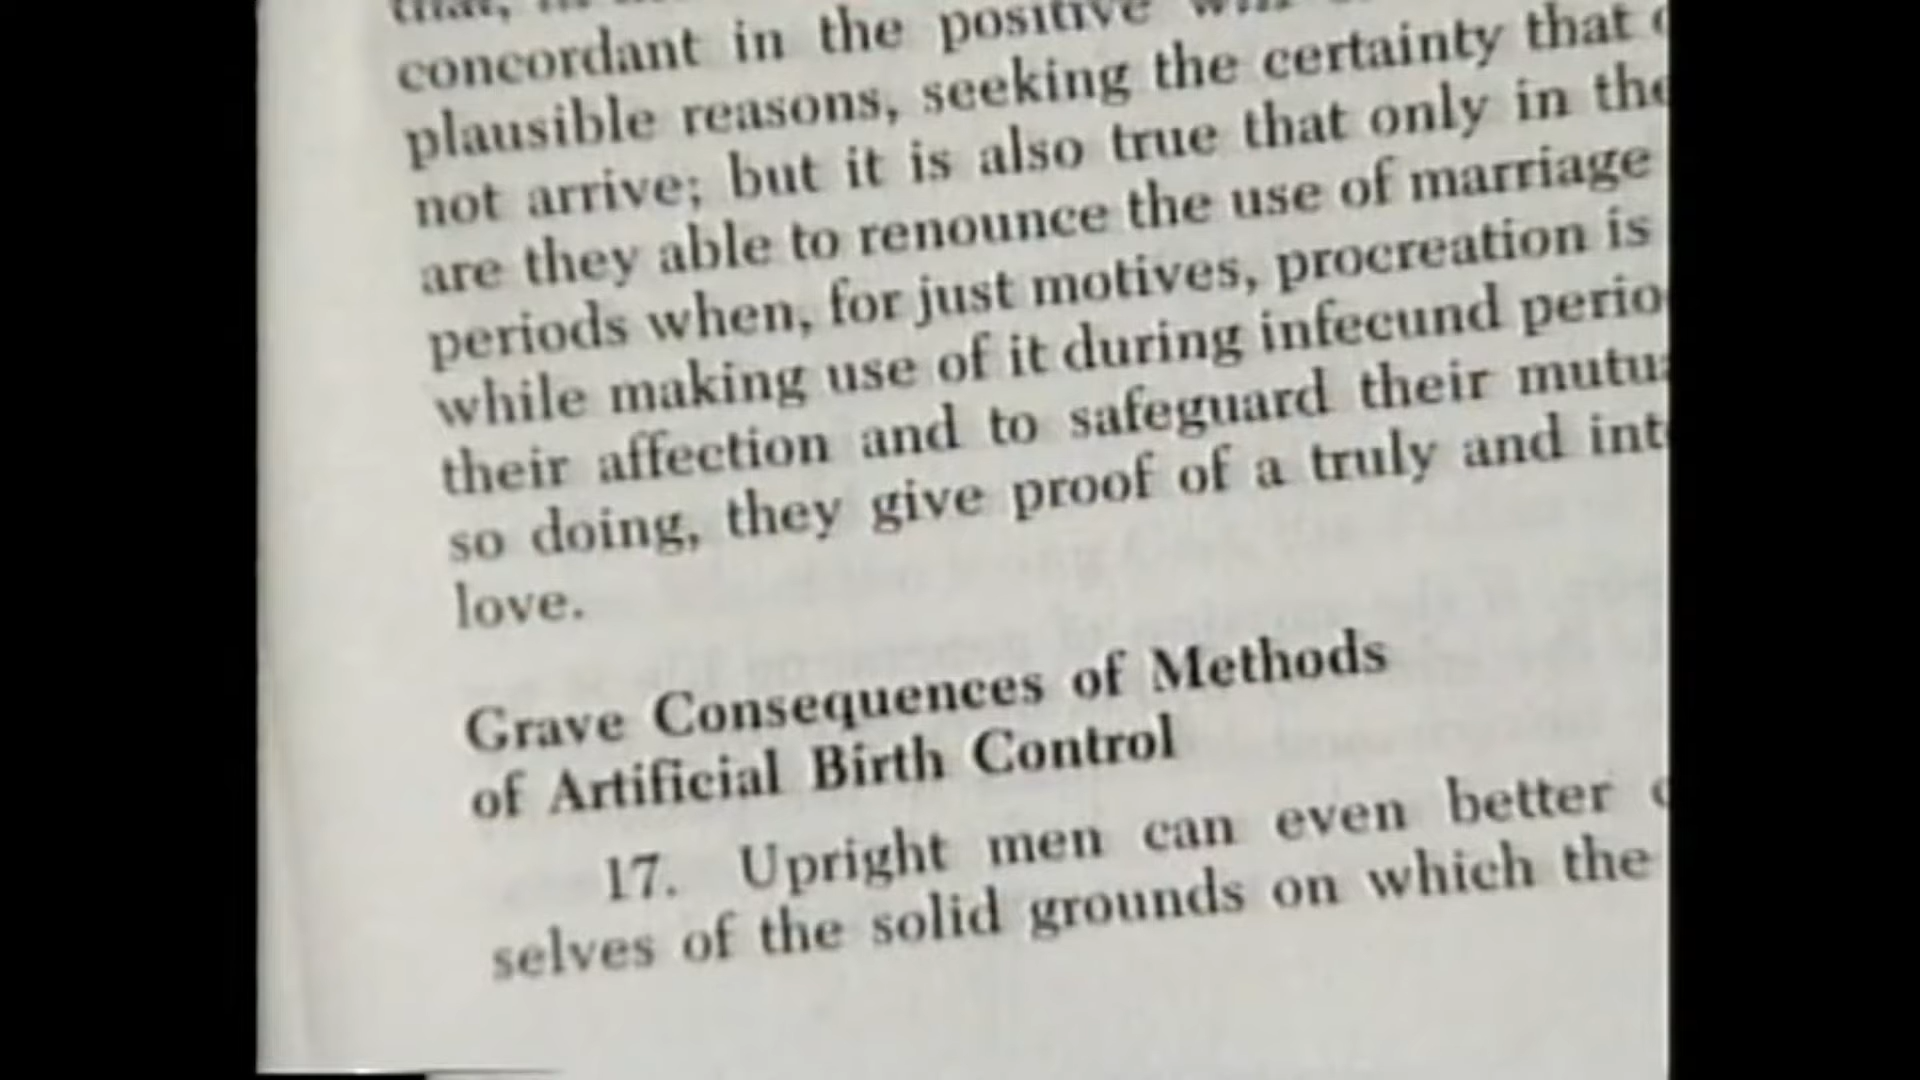 concordant in the positive
plausible reasons, seeking the certainty that
not arrive; but it is also true that only in the
are they able to renounce the use of marriage
periods when, for just motives, procreation is
while making use of it during infecund perio
their affection and to safeguard their mutu
so doing, they give proof of a truly and int
love.
Grave Consequences of Methods
of Artificial Birth Control
17. Upright men can even better
selves of the solid grounds on which the